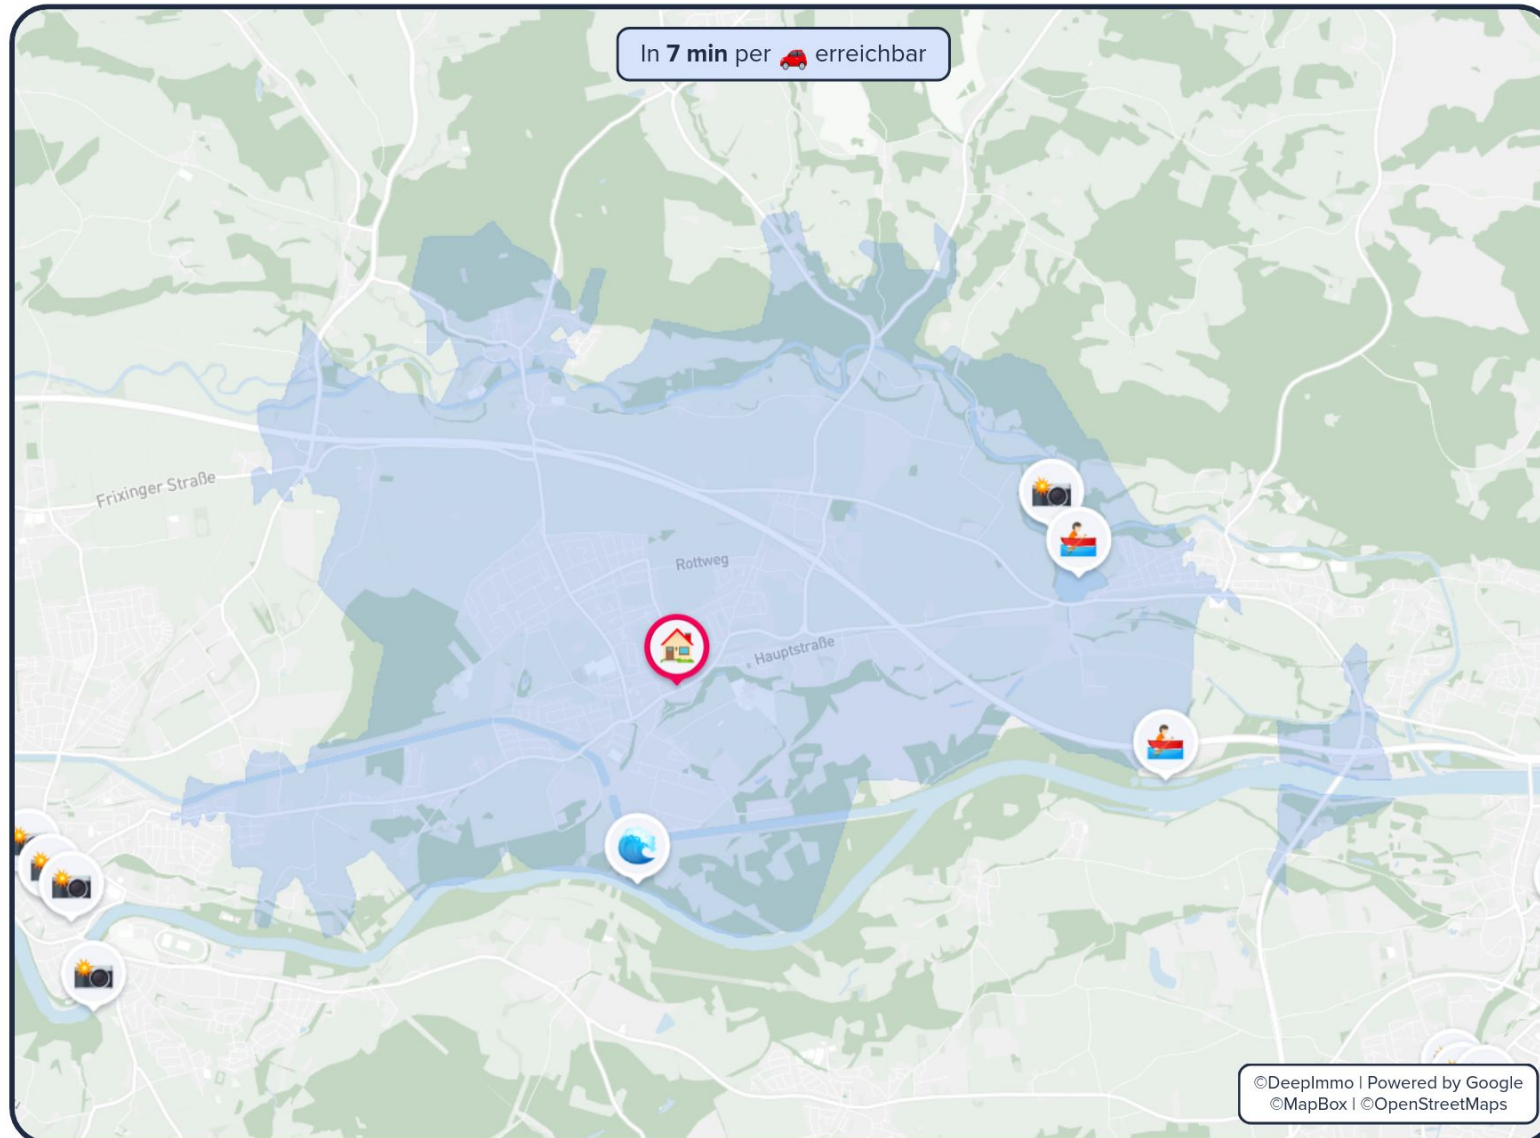 In 7 min per 🚗 erreichbar
Frixinger Straße
Rottweg
Hauptstraße
©DeepImmo | Powered by Google
©MapBox | ©OpenStreetMaps